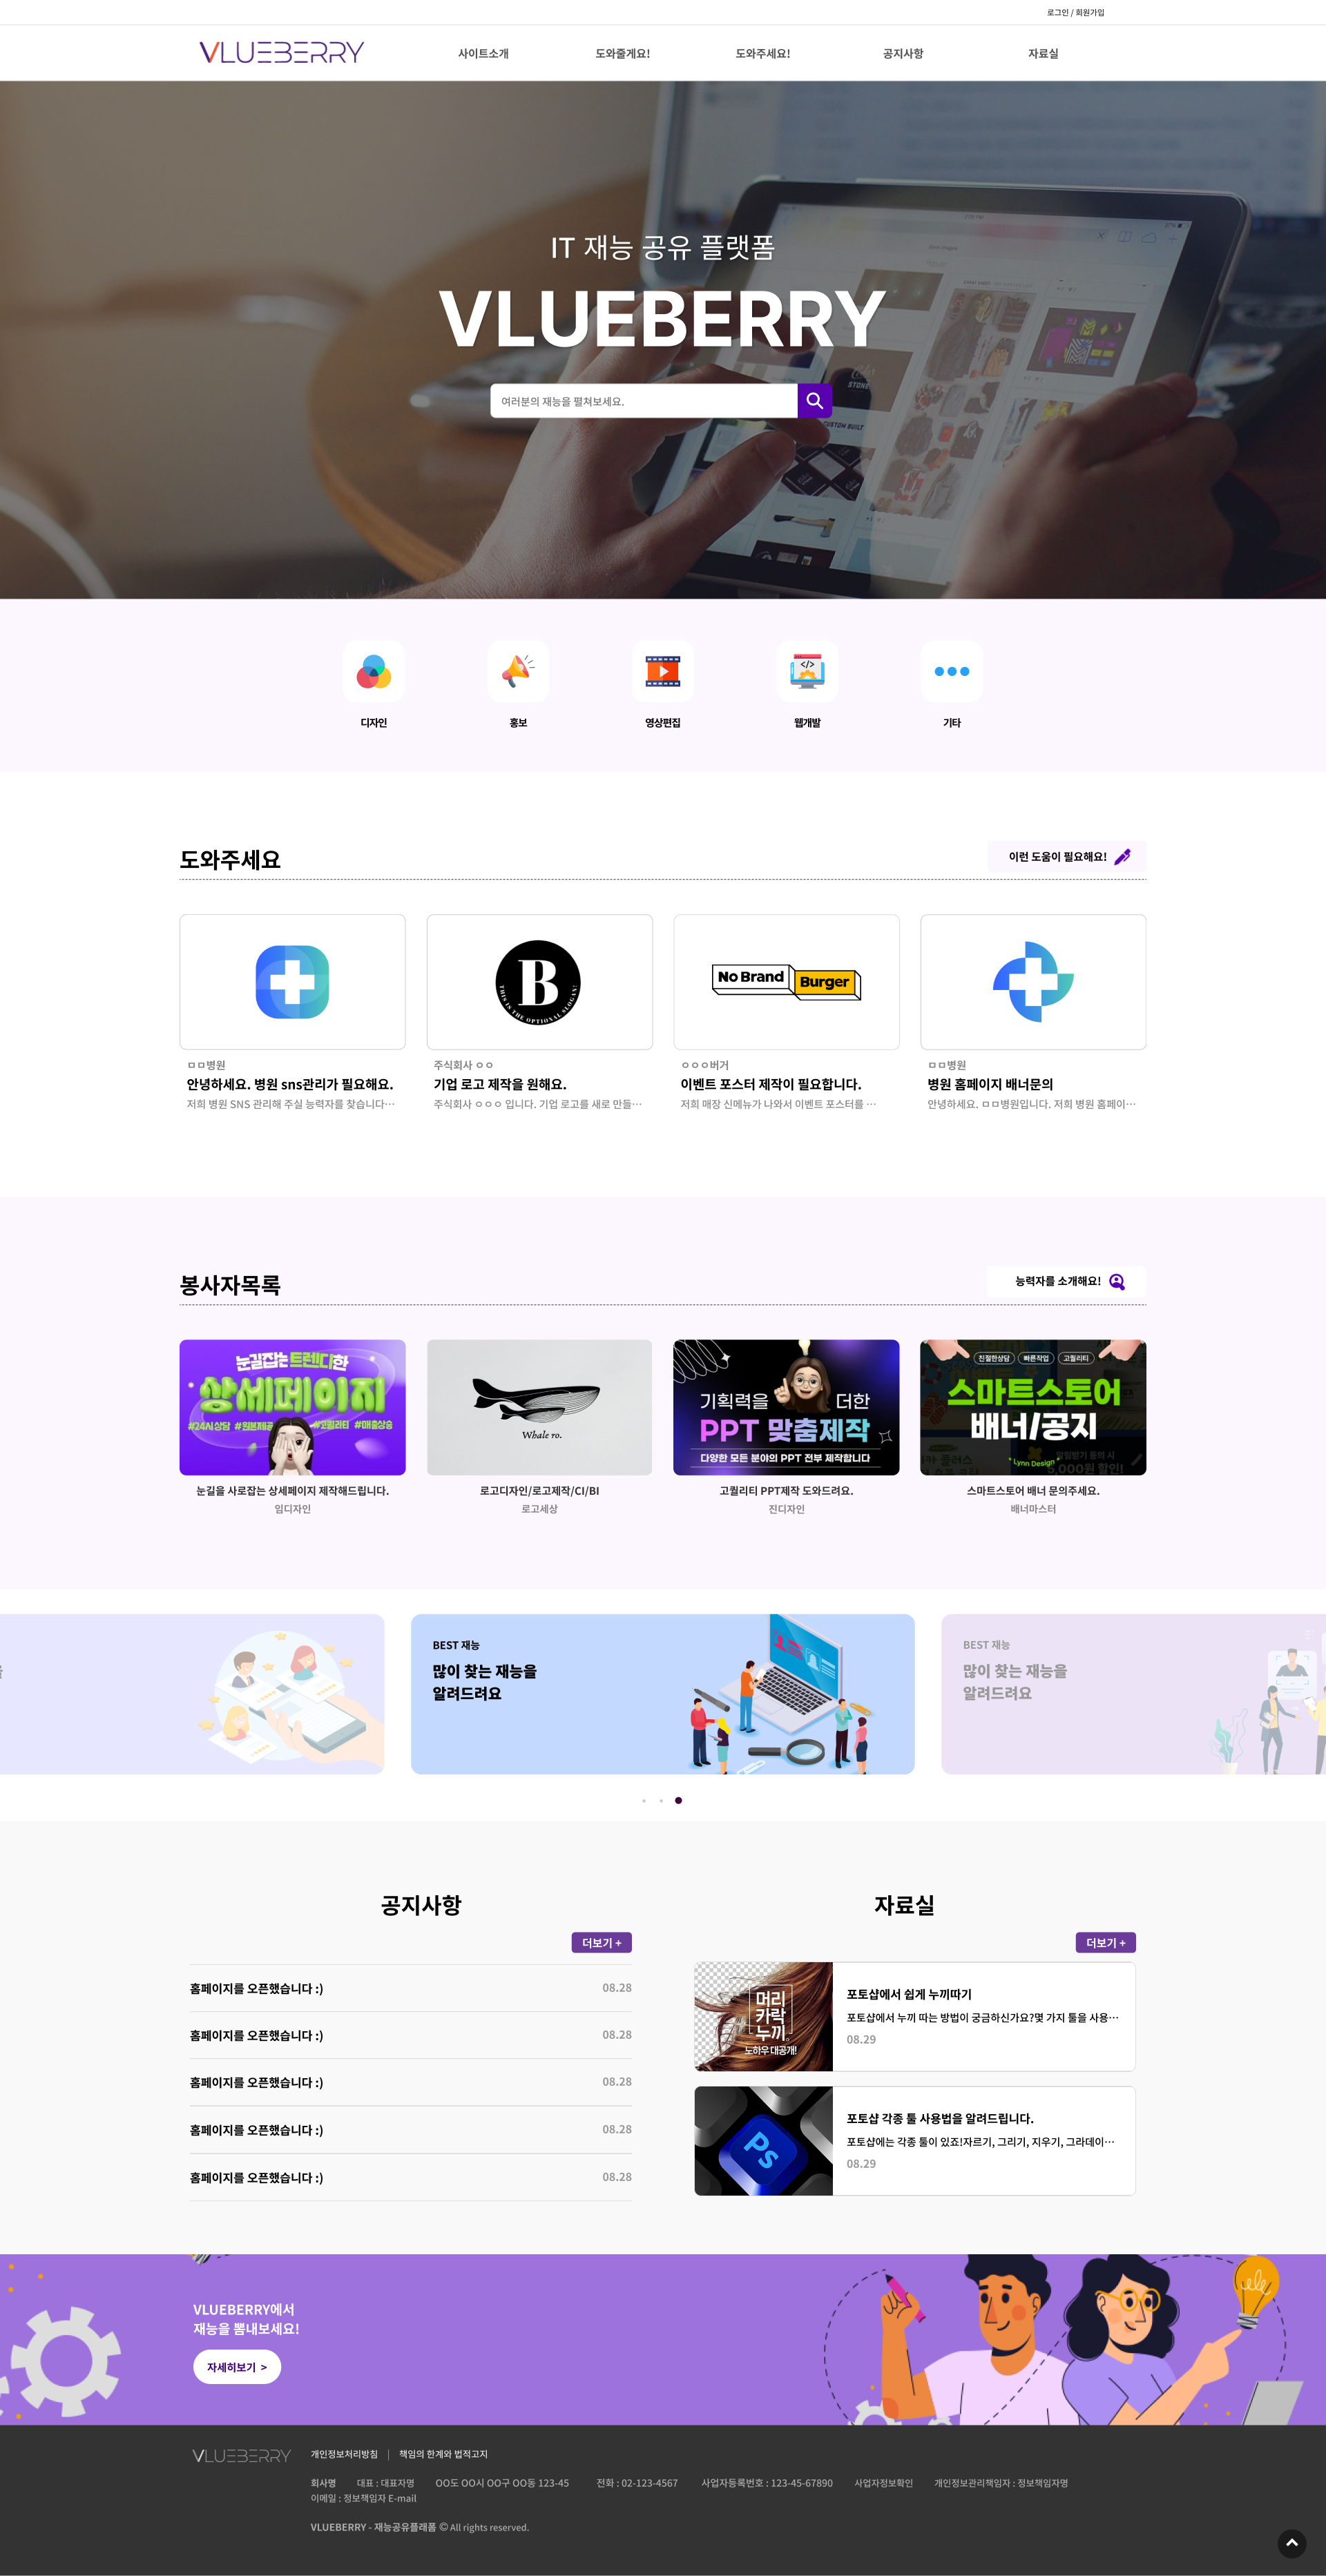 로그인 / 회원가입
VLUEBERRY
사이트소개
도와줄게요!
도와주세요!
공지사항
자료실
IT 재능 공유 플랫폼
VLUEBERRY
여러분의 재능을 펼쳐보세요.
디자인
홍보
영상편집
웹개발
기타
도와주세요
이런 도움이 필요해요!
B
THIS IS THE OPTIONAL SLOGAN!
No Brand Burger
ㅁㅁ병원
안녕하세요. 병원 sns관리가 필요해요.
저희 병원 SNS 관리해 주실 능력자를 찾습니다…
주식회사 ㅇㅇ
기업 로고 제작을 원해요.
주식회사 ㅇㅇㅇ 입니다. 기업 로고를 새로 만들…
ㅇㅇㅇ버거
이벤트 포스터 제작이 필요합니다.
저희 매장 신메뉴가 나와서 이벤트 포스터를 …
ㅁㅁ병원
병원 홈페이지 배너문의
안녕하세요. ㅁㅁ병원입니다. 저희 병원 홈페이…
봉사자목록
능력자를 소개해요!
눈길잡는 트렌디한
상세페이지
#24시상담 #원본제공 #고퀄리티 #매출상승
눈길을 사로잡는 상세페이지 제작해드립니다.
임디자인
Whale ro.
로고디자인/로고제작/CI/BI
로고세상
기획력을 더한
PPT 맞춤제작
다양한 모든 분야의 PPT 전부 제작합니다
고퀄리티 PPT제작 도와드려요.
진디자인
친절한상담 빠른작업 고퀄리티
스마트스토어
배너/공지
Lynn Design
5,000원 할인!
스마트스토어 배너 문의주세요.
배너마스터
BEST 재능
많이 찾는 재능을
알려드려요
BEST 재능
많이 찾는 재능을
알려드려요
공지사항
더보기 +
홈페이지를 오픈했습니다 :) 08.28
홈페이지를 오픈했습니다 :) 08.28
홈페이지를 오픈했습니다 :) 08.28
홈페이지를 오픈했습니다 :) 08.28
홈페이지를 오픈했습니다 :) 08.28
자료실
더보기 +
머리
카락
누끼。
노하우 대공개!
포토샵에서 쉽게 누끼따기
포토샵에서 누끼 따는 방법이 궁금하신가요?몇 가지 툴을 사용…
08.29
Ps
포토샵 각종 툴 사용법을 알려드립니다.
포토샵에는 각종 툴이 있죠!자르기, 그리기, 지우기, 그라데이…
08.29
VLUEBERRY에서
재능을 뽐내보세요!
자세히보기 >
VLUEBERRY
개인정보처리방침 | 책임의 한계와 법적고지
회사명 대표 : 대표자명 OO도 OO시 OO구 OO동 123-45 전화 : 02-123-4567 사업자등록번호 : 123-45-67890 사업자정보확인 개인정보관리책임자 : 정보책임자명
이메일 : 정보책임자 E-mail
VLUEBERRY - 재능공유플래폼 © All rights reserved.